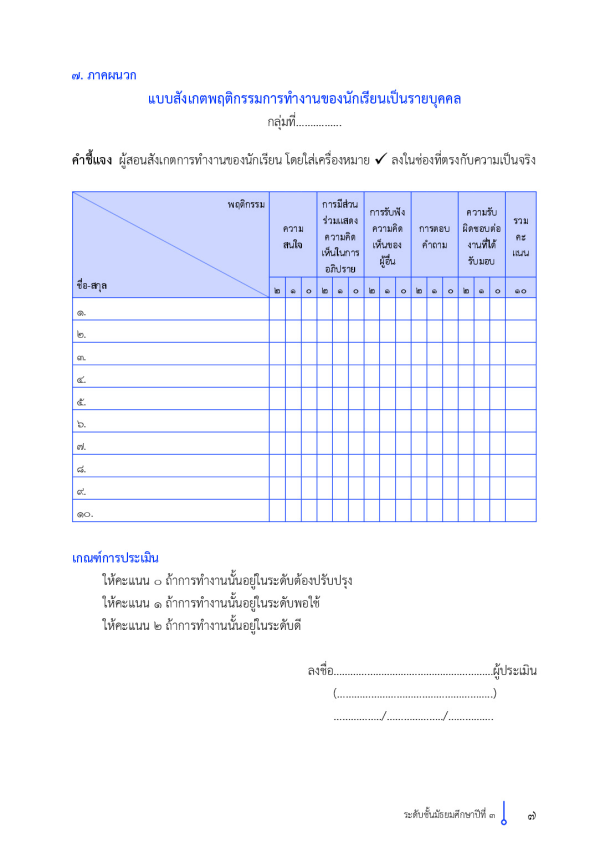 ๗. ภาคผนวก
แบบสังเกตพฤติกรรมการทำงานของนักเรียนเป็นรายบุคคล
กลุ่มที่................
คำชี้แจง ผู้สอนสังเกตการทำงานของนักเรียน โดยใส่เครื่องหมาย ✓ ลงในช่องที่ตรงกับความเป็นจริง
พฤติกรรม
ชื่อ-สกุล
ความ
สนใจ
การมีส่วน
ร่วมแสดง
ความคิด
เห็นในการ
อภิปราย
การรับฟัง
ความคิด
เห็นของ
ผู้อื่น
การตอบ
คำถาม
ความรับ
ผิดชอบต่อ
งานที่ได้
รับมอบ
รวม
คะ
แนน
๒ ๑ ๐ ๒ ๑ ๐ ๒ ๑ ๐ ๒ ๑ ๐ ๒ ๑ ๐ ๑๐
๑.
๒.
๓.
๔.
๕.
๖.
๗.
๘.
๙.
๑๐.
เกณฑ์การประเมิน
ให้คะแนน ๐ ถ้าการทำงานนั้นอยู่ในระดับต้องปรับปรุง
ให้คะแนน ๑ ถ้าการทำงานนั้นอยู่ในระดับพอใช้
ให้คะแนน ๒ ถ้าการทำงานนั้นอยู่ในระดับดี
ลงชื่อ.........................................................ผู้ประเมิน
(........................................................)
................./..................../................
ระดับชั้นมัธยมศึกษาปีที่ ๓ ๗